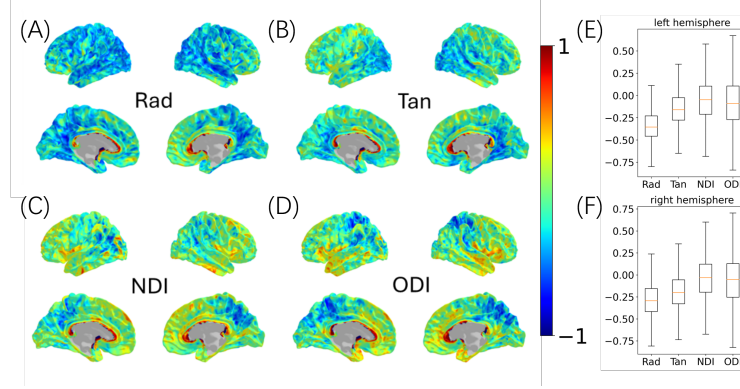 (A)
(B)
Rad
Tan
(C)
(D)
NDI
ODI
1
−1
(E)
left hemisphere
0.50
0.25
0.00
−0.25
−0.50
−0.75
Rad Tan NDI OD
(F)
right hemisphere
0.75
0.50
0.25
0.00
−0.25
−0.50
−0.75
Rad Tan NDI OD